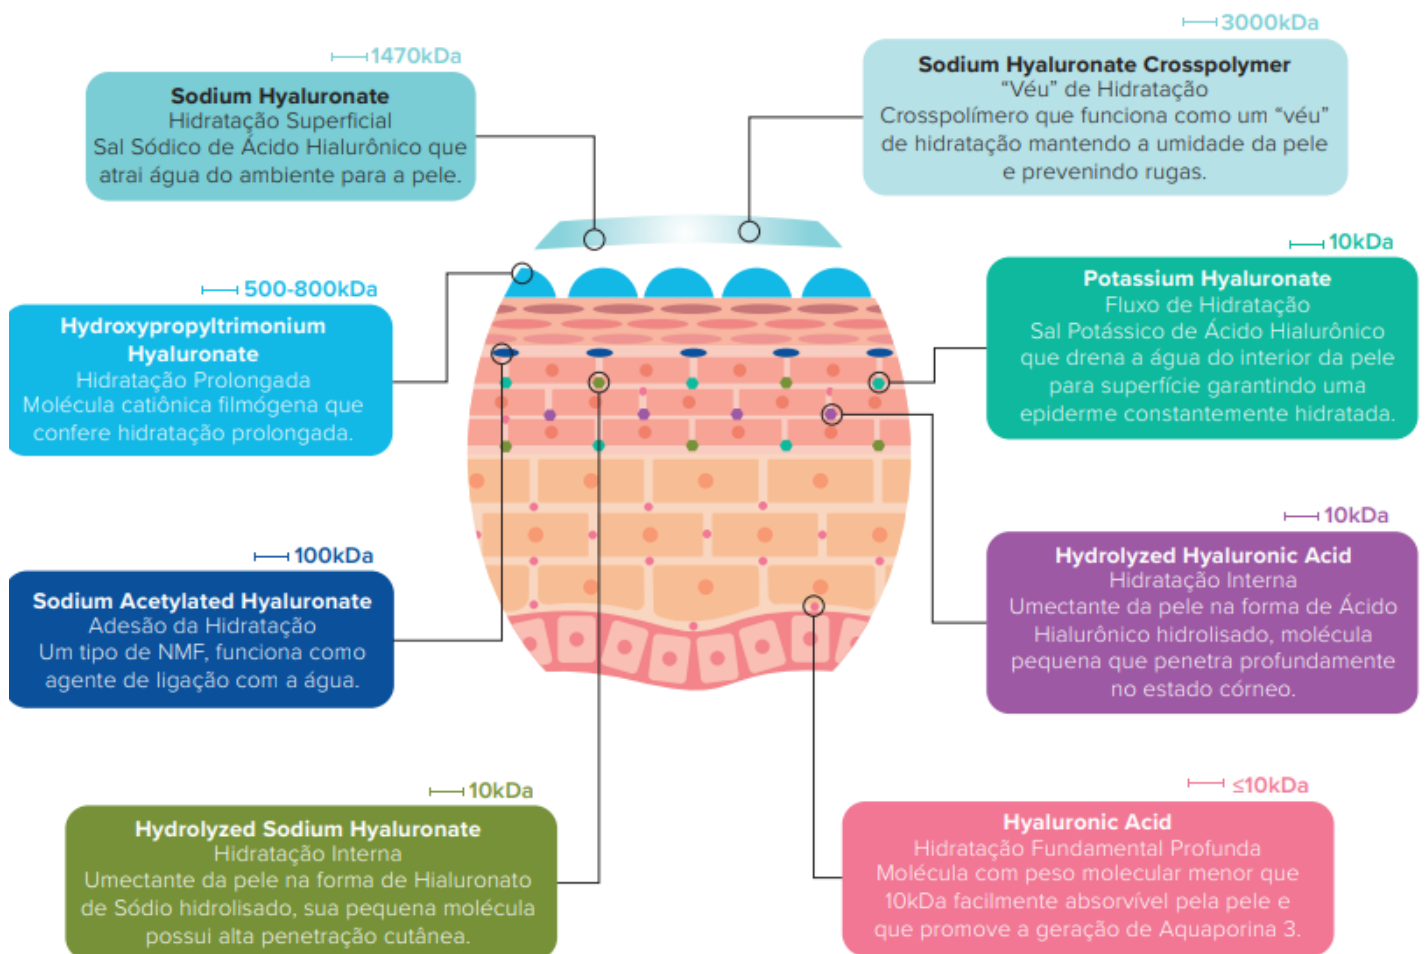 1470kDa
Sodium Hyaluronate
Hidratação Superficial
Sal Sódico de Ácido Hialurônico que
atrai água do ambiente para a pele.
3000kDa
Sodium Hyaluronate Crosspolymer
“Véu” de Hidratação
Crosspolímero que funciona como um “véu”
de hidratação mantendo a umidade da pele
e prevenindo rugas.
500-800kDa
Hydroxypropyltrimonium
Hyaluronate
Hidratação Prolongada
Molécula catiônica filmógena que
confere hidratação prolongada.
10kDa
Potassium Hyaluronate
Fluxo de Hidratação
Sal Potássico de Ácido Hialurônico
que drena a água do interior da pele
para superfície garantindo uma
epiderme constantemente hidratada.
100kDa
Sodium Acetylated Hyaluronate
Adesão da Hidratação
Um tipo de NMF, funciona como
agente de ligação com a água.
10kDa
Hydrolyzed Hyaluronic Acid
Hidratação Interna
Umectante da pele na forma de Ácido
Hialurônico hidrolisado, molécula
pequena que penetra profundamente
no estado córneo.
10kDa
Hydrolyzed Sodium Hyaluronate
Hidratação Interna
Umectante da pele na forma de Hialuronato
de Sódio hidrolisado, sua pequena molécula
possui alta penetração cutânea.
≤10kDa
Hyaluronic Acid
Hidratação Fundamental Profunda
Molécula com peso molecular menor que
10kDa facilmente absorvível pela pele e
que promove a geração de Aquaporina 3.